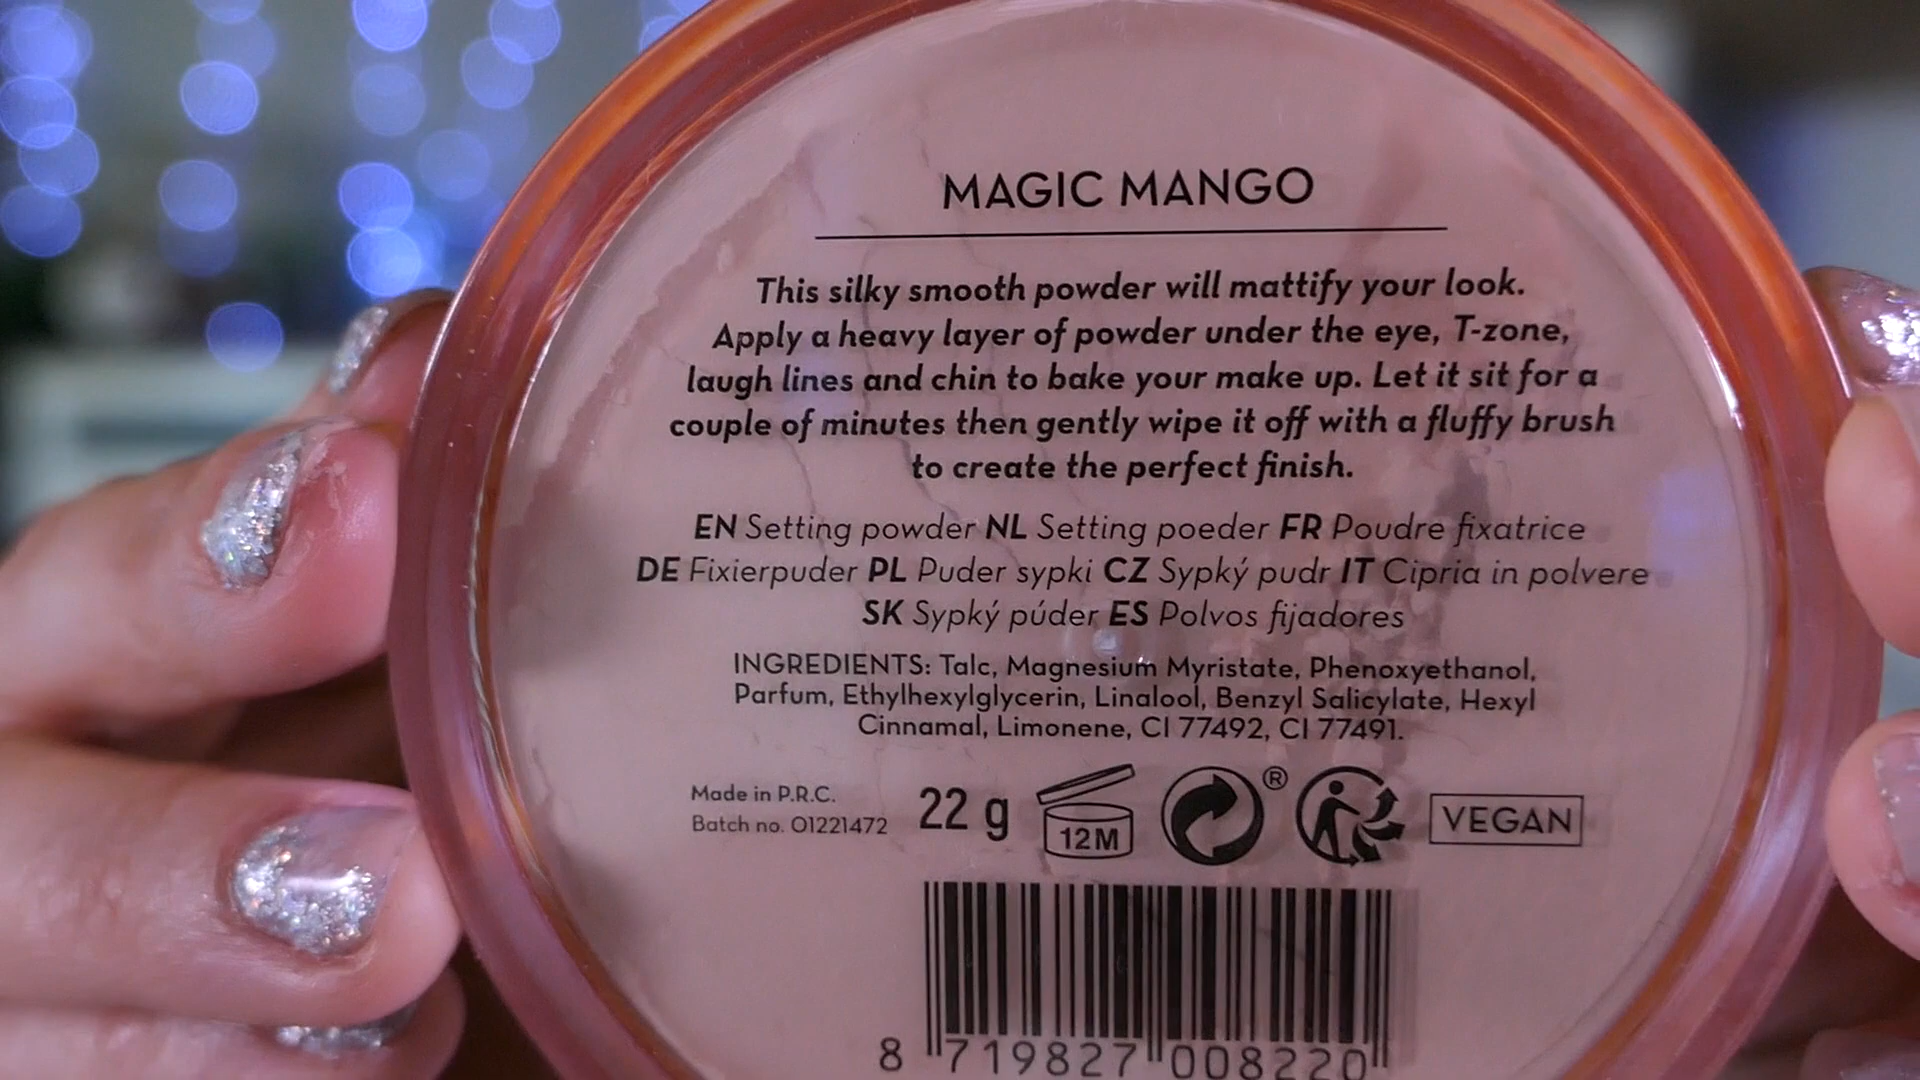 MAGIC MANGO
This silky smooth powder will mattify your look.
Apply a heavy layer of powder under the eye, T-zone,
laugh lines and chin to bake your make up. Let it sit for a
couple of minutes then gently wipe it off with a fluffy brush
to create the perfect finish.
EN Setting powder NL Setting poeder FR Poudre fixatrice
DE Fixierpuder PL Puder sypki CZ Sypký pudr IT Cipria in polvere
SK Sypký púder ES Polvos fijadores
INGREDIENTS: Talc, Magnesium Myristate, Phenoxyethanol,
Parfum, Ethylhexylglycerin, Linalool, Benzyl Salicylate, Hexyl
Cinnamal, Limonene, CI 77492, CI 77491.
Made in P.R.C.
Batch no. 01221472
22 g
12M
®
VEGAN
8 719827 008220